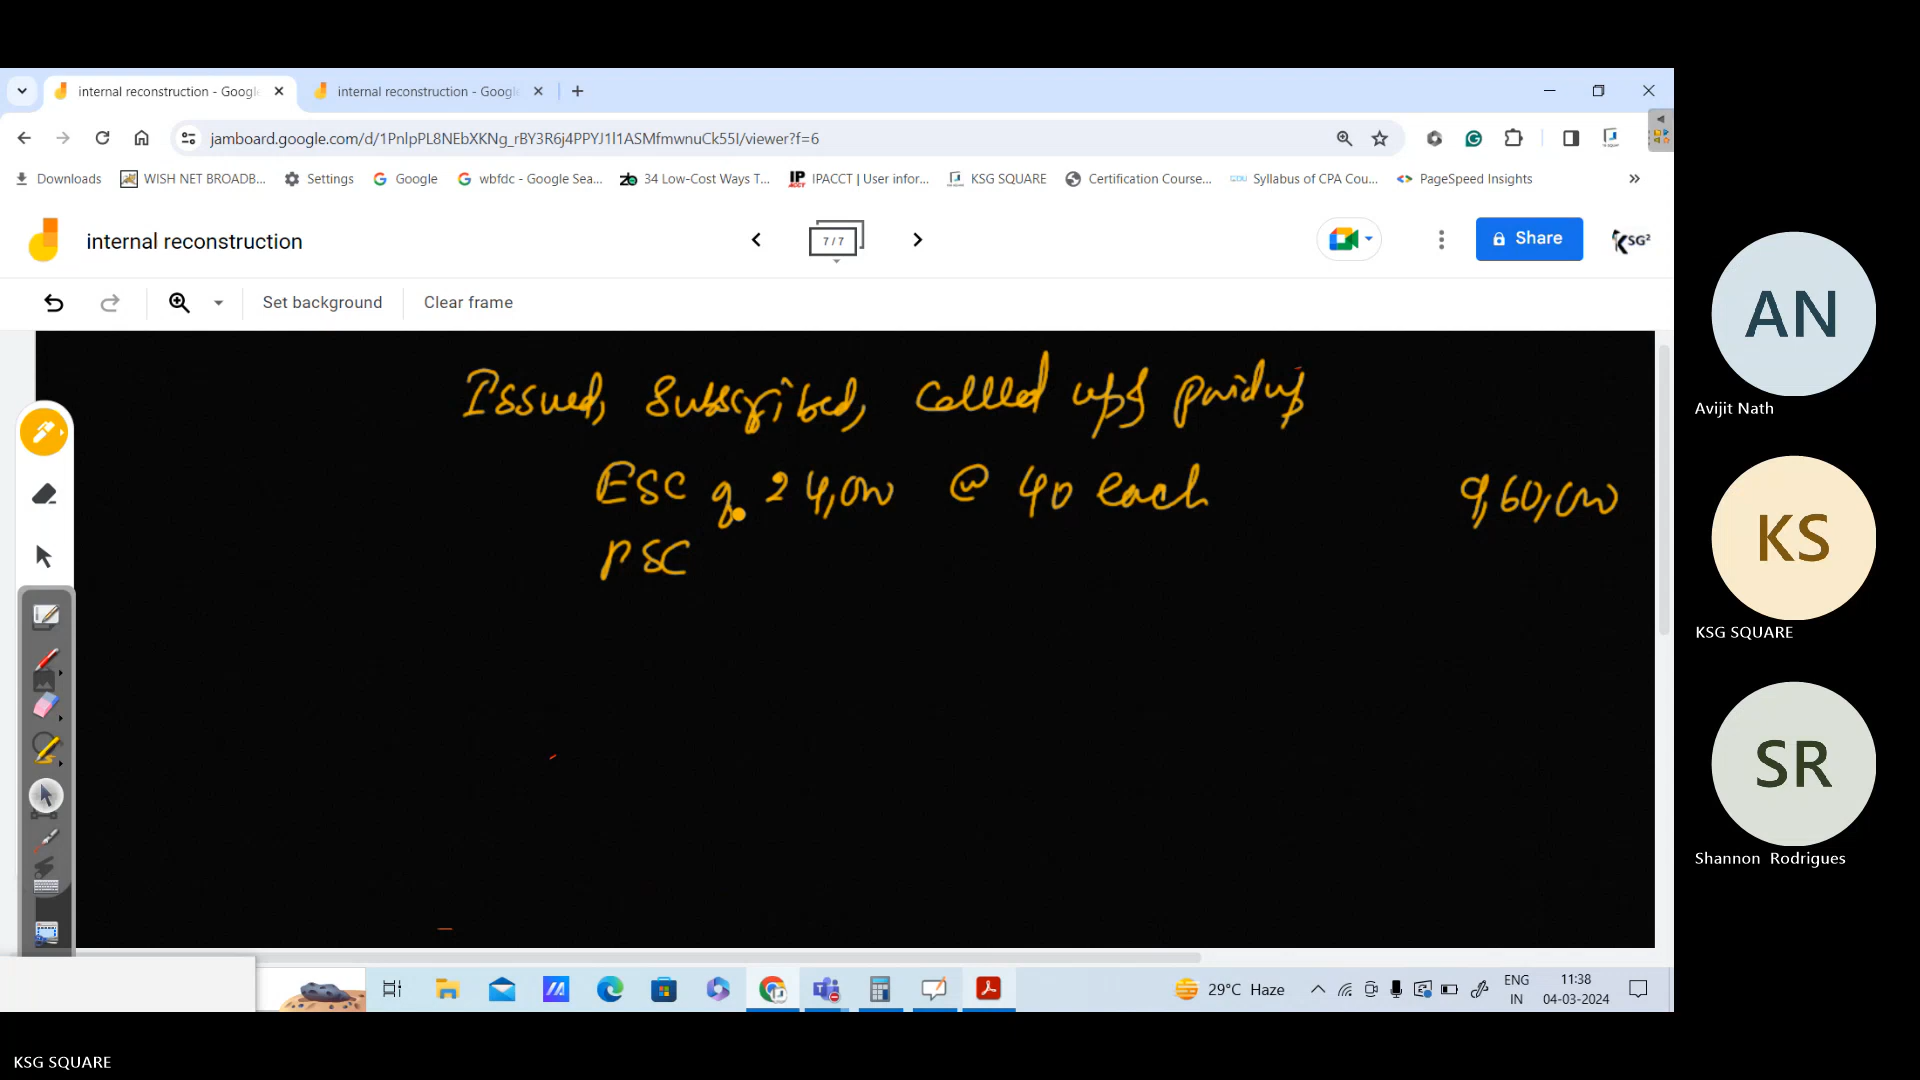 internal reconstruction - Google
internal reconstruction - Googl
jamboard.google.com/d/1PnlpPL8NEbXKNg_rBY3R6j4PPYJ1l1ASMfmwnuCk55I/viewer?f=6
Downloads
WISH NET BROADB...
Settings
Google
wbfdc - Google Sea...
34 Low-Cost Ways T...
IPACCT | User infor...
KSG SQUARE
Certification Course...
Syllabus of CPA Cou...
PageSpeed Insights
internal reconstruction
7 / 7
Share
KSG²
Set background
Clear frame
Issued, Subscribed, Called up & paidup
ESC of 24,000 @ 40 each 9,60,000
PSC
AN
Avijit Nath
KS
KSG SQUARE
SR
Shannon Rodrigues
29°C Haze
ENG
IN
11:38
04-03-2024
KSG SQUARE